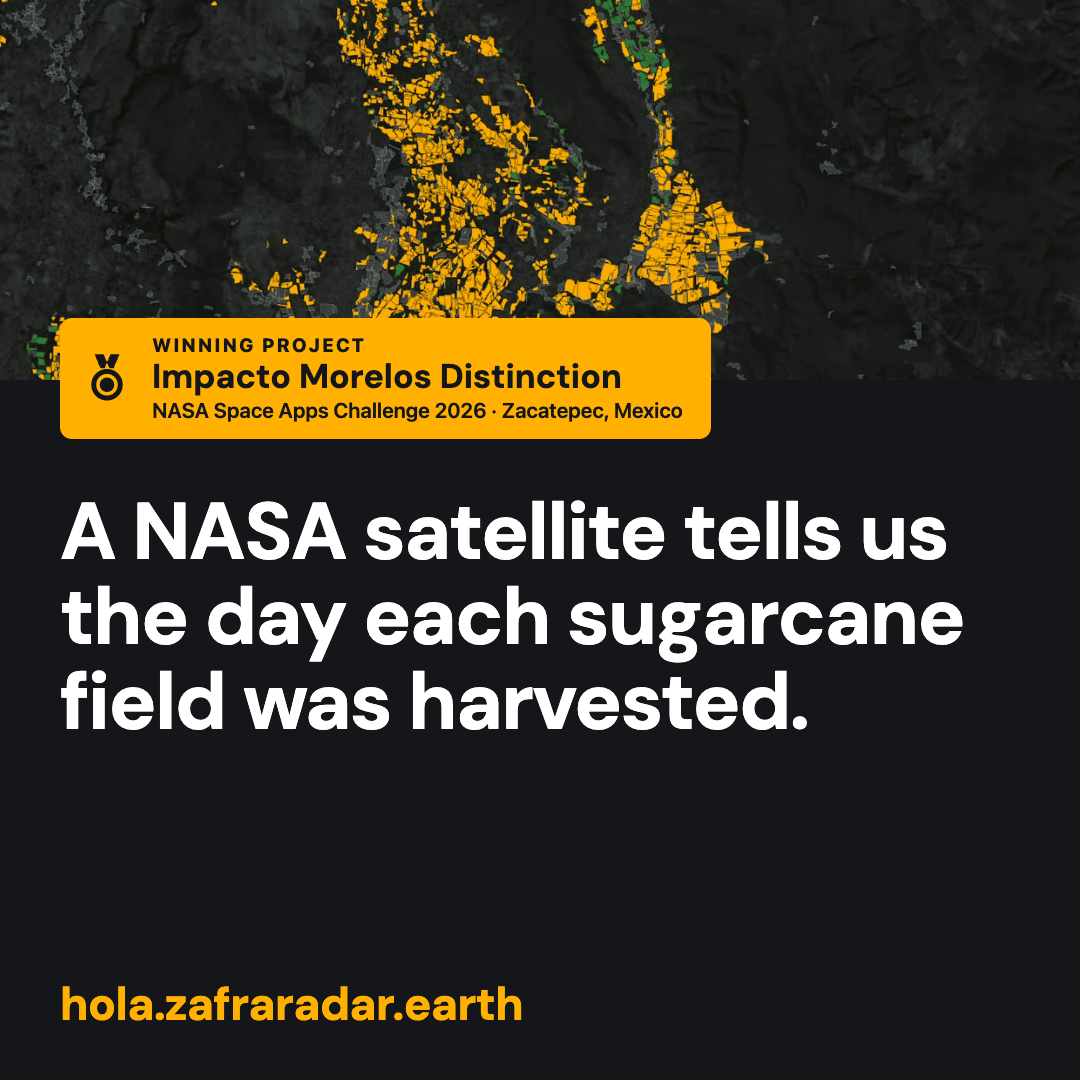 WINNING PROJECT
Impacto Morelos Distinction
NASA Space Apps Challenge 2026 · Zacatepec, Mexico
A NASA satellite tells us
the day each sugarcane
field was harvested.
hola.zafraradar.earth